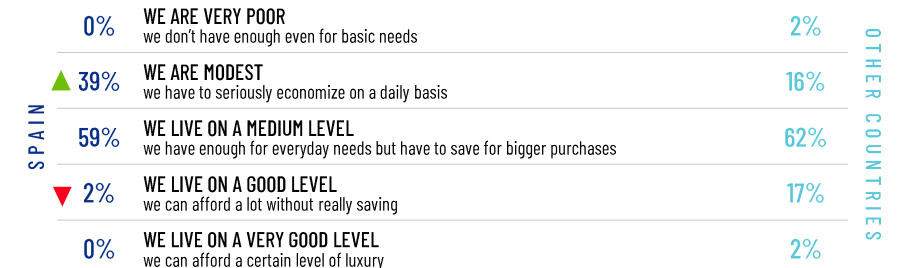 SPAIN
OTHER COUNTRIES
0% WE ARE VERY POOR 2%
we don't have enough even for basic needs
39% WE ARE MODEST 16%
we have to seriously economize on a daily basis
59% WE LIVE ON A MEDIUM LEVEL 62%
we have enough for everyday needs but have to save for bigger purchases
2% WE LIVE ON A GOOD LEVEL 17%
we can afford a lot without really saving
0% WE LIVE ON A VERY GOOD LEVEL 2%
we can afford a certain level of luxury